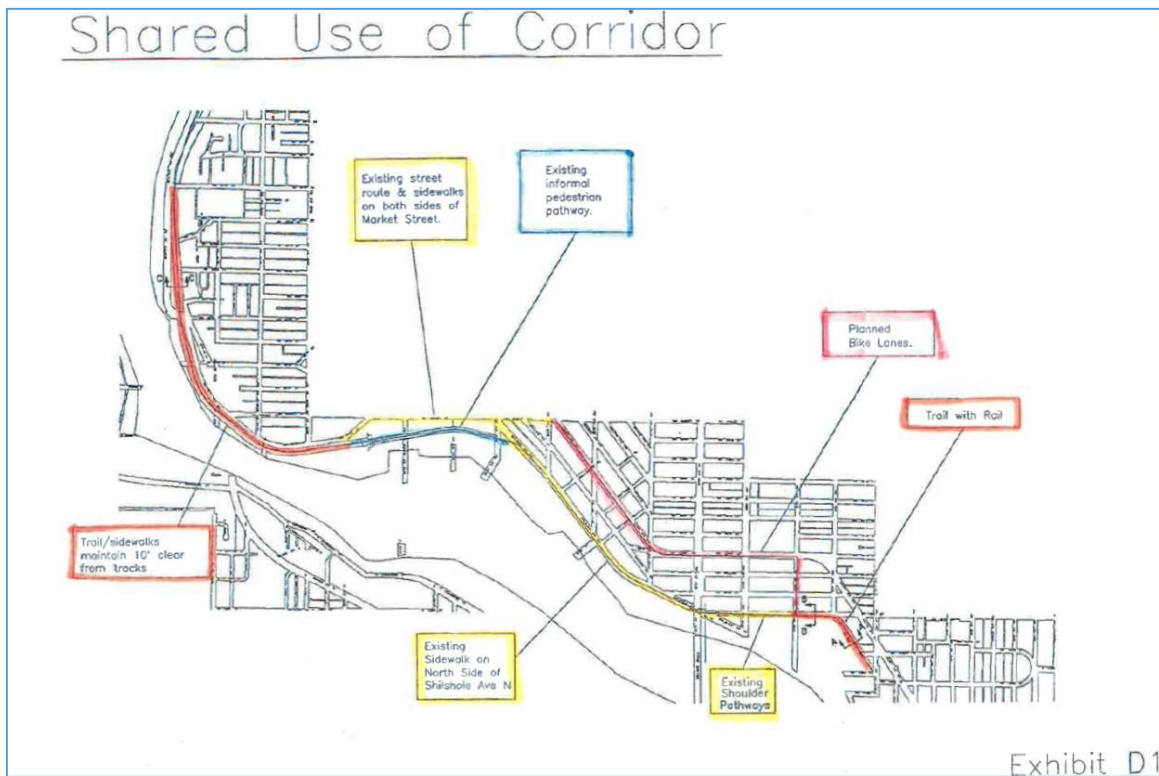 Shared Use of Corridor
Existing street
route & sidewalks
on both sides of
Market Street.
Existing
informal
pedestrian
pathway.
Planned
Bike Lanes.
Trail with Rail
Trail/sidewalks
maintain 10' clear
from tracks
Existing
Sidewalk on
North Side of
Shilshole Ave N
Existing
Shoulder
Pathways
Exhibit D1